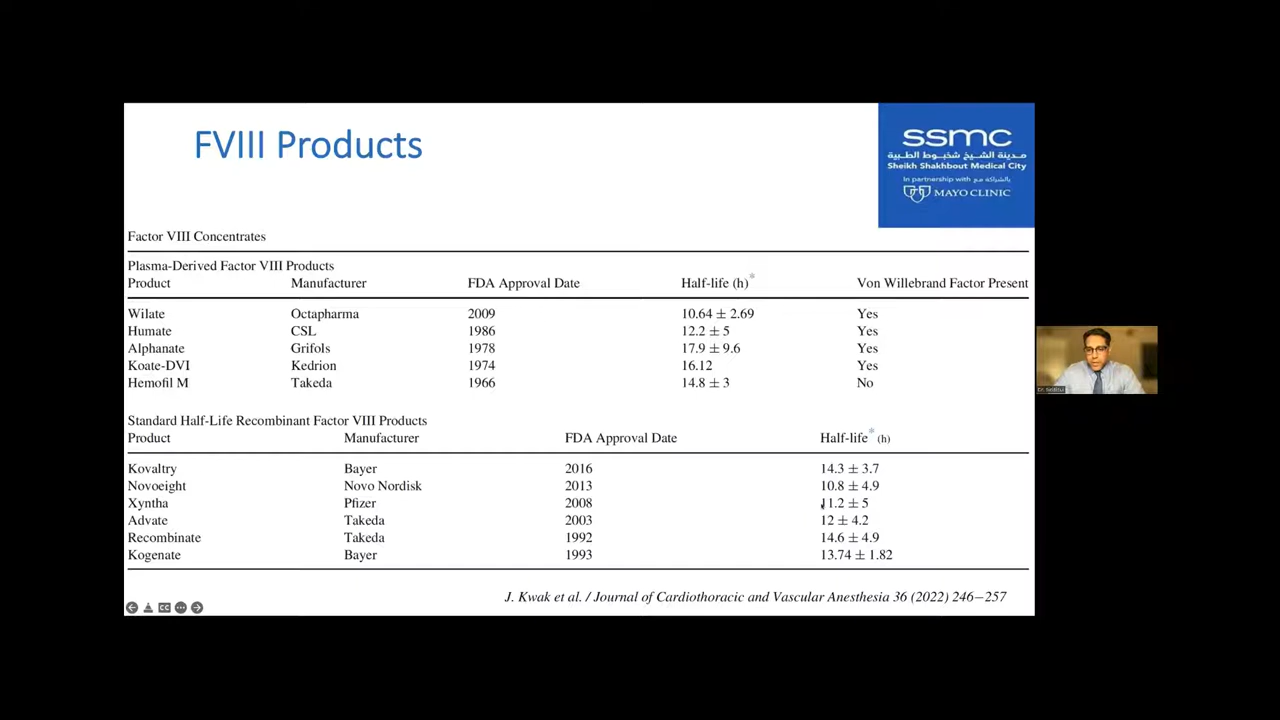 FVIII Products
ssmc
مدينة الشيخ شخبوط الطبية
Sheikh Shakhbout Medical City
In partnership with بالشراكة مع
MAYO CLINIC
Factor VIII Concentrates
Plasma-Derived Factor VIII Products
Product Manufacturer FDA Approval Date Half-life (h)* Von Willebrand Factor Present
Wilate Octapharma 2009 10.64 ± 2.69 Yes
Humate CSL 1986 12.2 ± 5 Yes
Alphanate Grifols 1978 17.9 ± 9.6 Yes
Koate-DVI Kedrion 1974 16.12 Yes
Hemofil M Takeda 1966 14.8 ± 3 No
Standard Half-Life Recombinant Factor VIII Products
Product Manufacturer FDA Approval Date Half-life* (h)
Kovaltry Bayer 2016 14.3 ± 3.7
Novoeight Novo Nordisk 2013 10.8 ± 4.9
Xyntha Pfizer 2008 11.2 ± 5
Advate Takeda 2003 12 ± 4.2
Recombinate Takeda 1992 14.6 ± 4.9
Kogenate Bayer 1993 13.74 ± 1.82
J. Kwak et al. / Journal of Cardiothoracic and Vascular Anesthesia 36 (2022) 246−257
CC